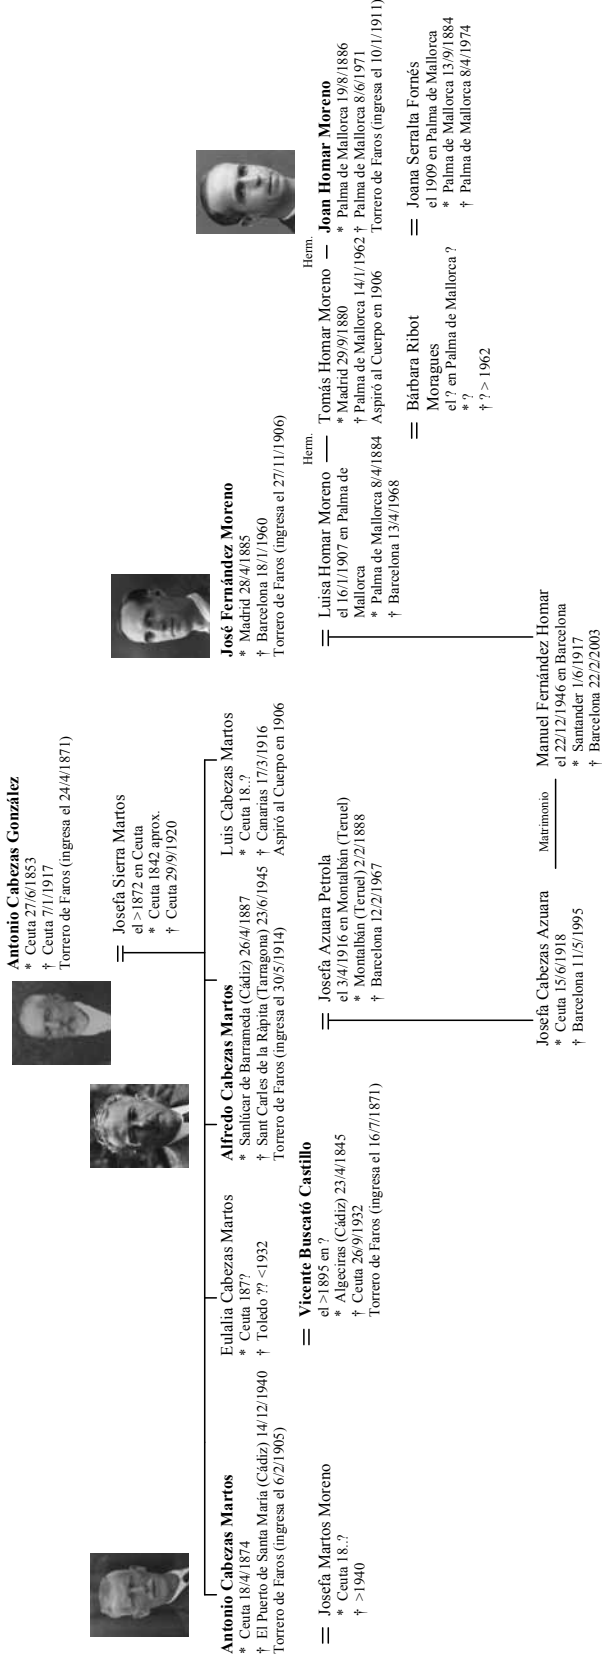 Antonio Cabezas González
* Ceuta 27/6/1853
† Ceuta 7/1/1917
Torrero de Faros (ingresa el 24/4/1871)
Josefa Sierra Martos
el >1872 en Ceuta
* Ceuta 1842 aprox.
† Ceuta 29/9/1920
Antonio Cabezas Martos
* Ceuta 18/4/1874
† El Puerto de Santa María (Cádiz) 14/12/1940
Torrero de Faros (ingresa el 6/2/1905)
Eulalia Cabezas Martos
* Ceuta 187?
† Toledo ?? <1932
Alfredo Cabezas Martos
* Sanlúcar de Barrameda (Cádiz) 26/4/1887
† Sant Carles de la Ràpita (Tarragona) 23/6/1945
Torrero de Faros (ingresa el 30/5/1914)
Luis Cabezas Martos
* Ceuta 18..?
† Canarias 17/3/1916
Aspiró al Cuerpo en 1906
José Fernández Moreno
* Madrid 28/4/1885
† Barcelona 18/1/1960
Torrero de Faros (ingresa el 27/11/1906)
= Josefa Martos Moreno
* Ceuta 18..?
† >1940
= Vicente Buscató Castillo
el >1895 en ?
* Algeciras (Cádiz) 23/4/1845
† Ceuta 26/9/1932
Torrero de Faros (ingresa el 16/7/1871)
= Josefa Azuara Petrola
el 3/4/1916 en Montalbán (Teruel)
* Montalbán (Teruel) 2/2/1888
† Barcelona 12/2/1967
= Luisa Homar Moreno
el 16/1/1907 en Palma de
Mallorca
* Palma de Mallorca 8/4/1884
† Barcelona 13/4/1968
Herm.
Tomás Homar Moreno
* Madrid 29/9/1880
† Palma de Mallorca 14/1/1962
Aspiró al Cuerpo en 1906
Herm.
Joan Homar Moreno
* Palma de Mallorca 19/8/1886
† Palma de Mallorca 8/6/1971
Torrero de Faros (ingresa el 10/1/1911)
= Bárbara Ribot
Moragues
el ? en Palma de Mallorca ?
* ?
† ? > 1962
= Joana Serralta Fornés
el 1909 en Palma de Mallorca
* Palma de Mallorca 13/9/1884
† Palma de Mallorca 8/4/1974
Josefa Cabezas Azuara
* Ceuta 15/6/1918
† Barcelona 11/5/1995
Matrimonio
Manuel Fernández Homar
el 22/12/1946 en Barcelona
* Santander 1/6/1917
† Barcelona 22/2/2003